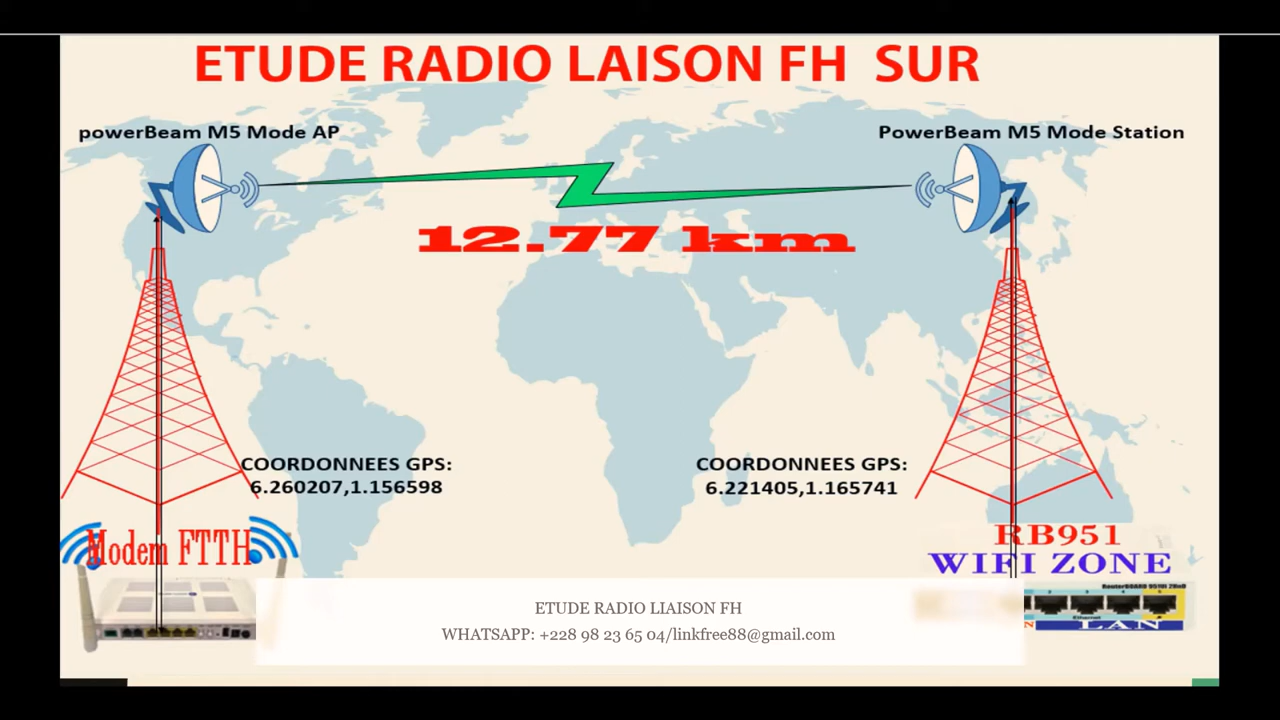 ETUDE RADIO LAISON FH SUR
powerBeam M5 Mode AP
PowerBeam M5 Mode Station
12.77 km
COORDONNEES GPS:
6.260207,1.156598
COORDONNEES GPS:
6.221405,1.165741
Modem FTTH
RB951
WIFI ZONE
Ethernet
LAN
ETUDE RADIO LIAISON FH
WHATSAPP: +228 98 23 65 04/linkfree88@gmail.com